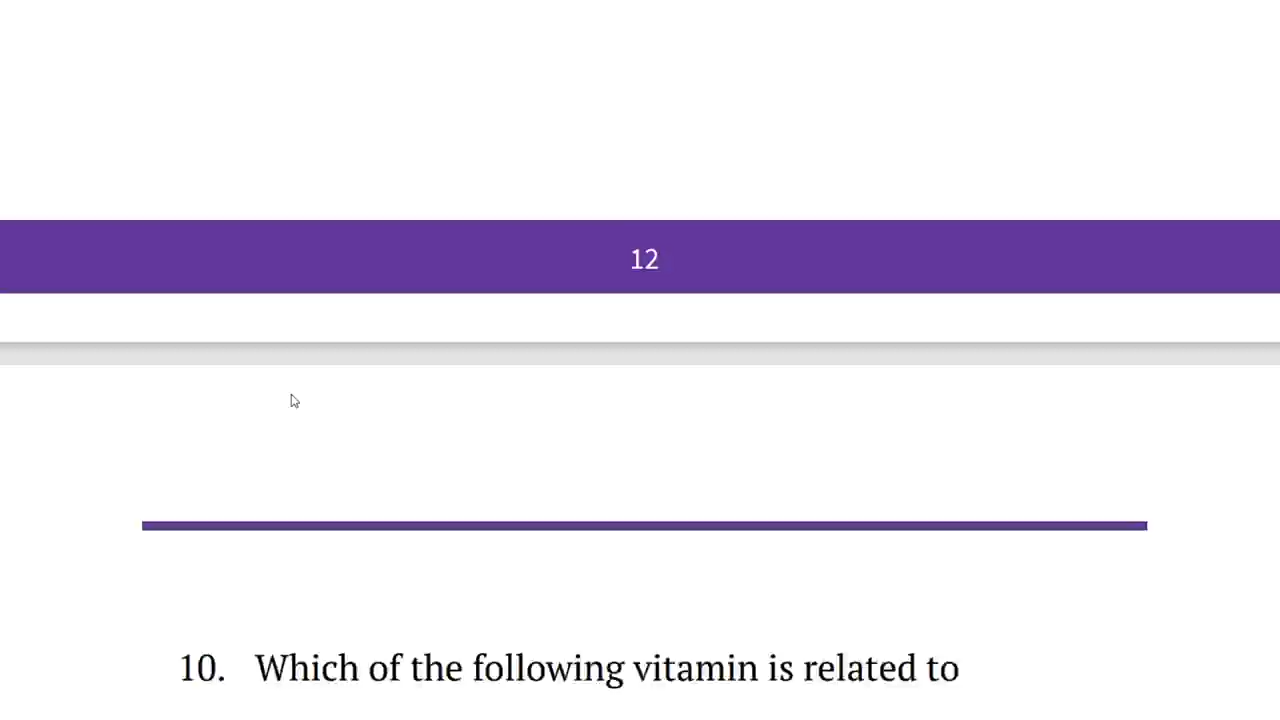 12
10. Which of the following vitamin is related to